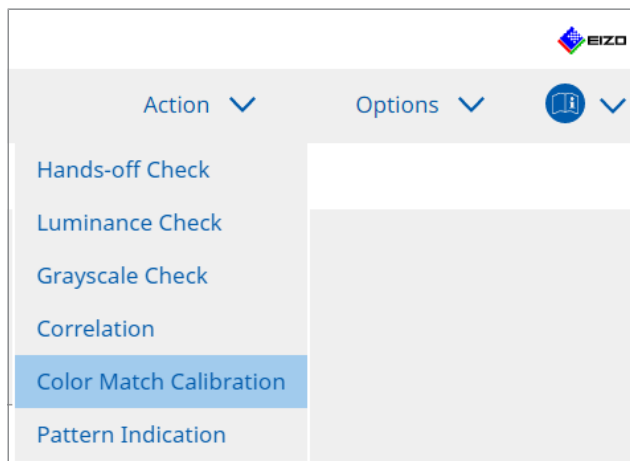 EIZO
Action
Options
Hands-off Check
Luminance Check
Grayscale Check
Correlation
Color Match Calibration
Pattern Indication